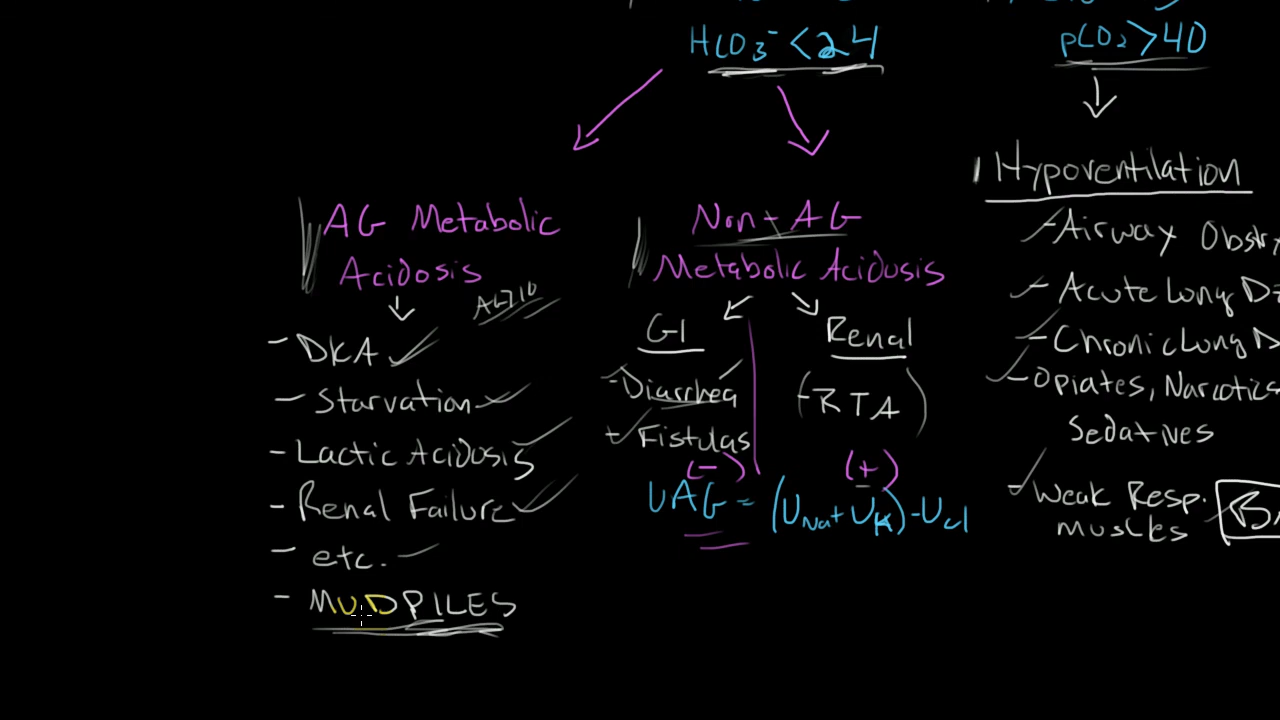 HCO3⁻ < 24
pCO2 > 40
AG Metabolic
Acidosis
AG>10
- DKA
- Starvation
- Lactic Acidosis
- Renal Failure
- etc.
- MUDPILES
Non-AG
Metabolic Acidosis
GI
- Diarrhea
- Fistulas
Renal
- RTA
(-) (+)
UAG = (UNa + UK) - UCl
Hypoventilation
- Airway Obstr
- Acute Lung D
- Chronic Lung D
- Opiates, Narcotics
Sedatives
- Weak Resp.
muscles